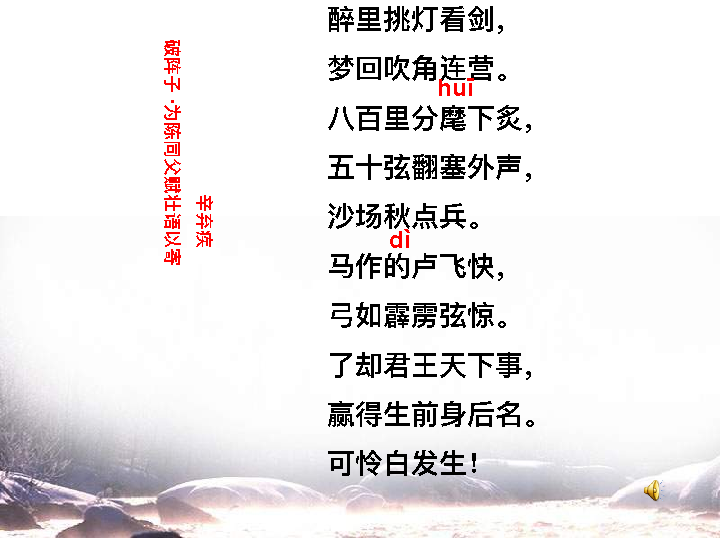 破阵子·为陈同父赋壮语以寄
辛弃疾
醉里挑灯看剑，
梦回吹角连营。
huī
八百里分麾下炙，
五十弦翻塞外声，
沙场秋点兵。
dì
马作的卢飞快，
弓如霹雳弦惊。
了却君王天下事，
赢得生前身后名。
可怜白发生！